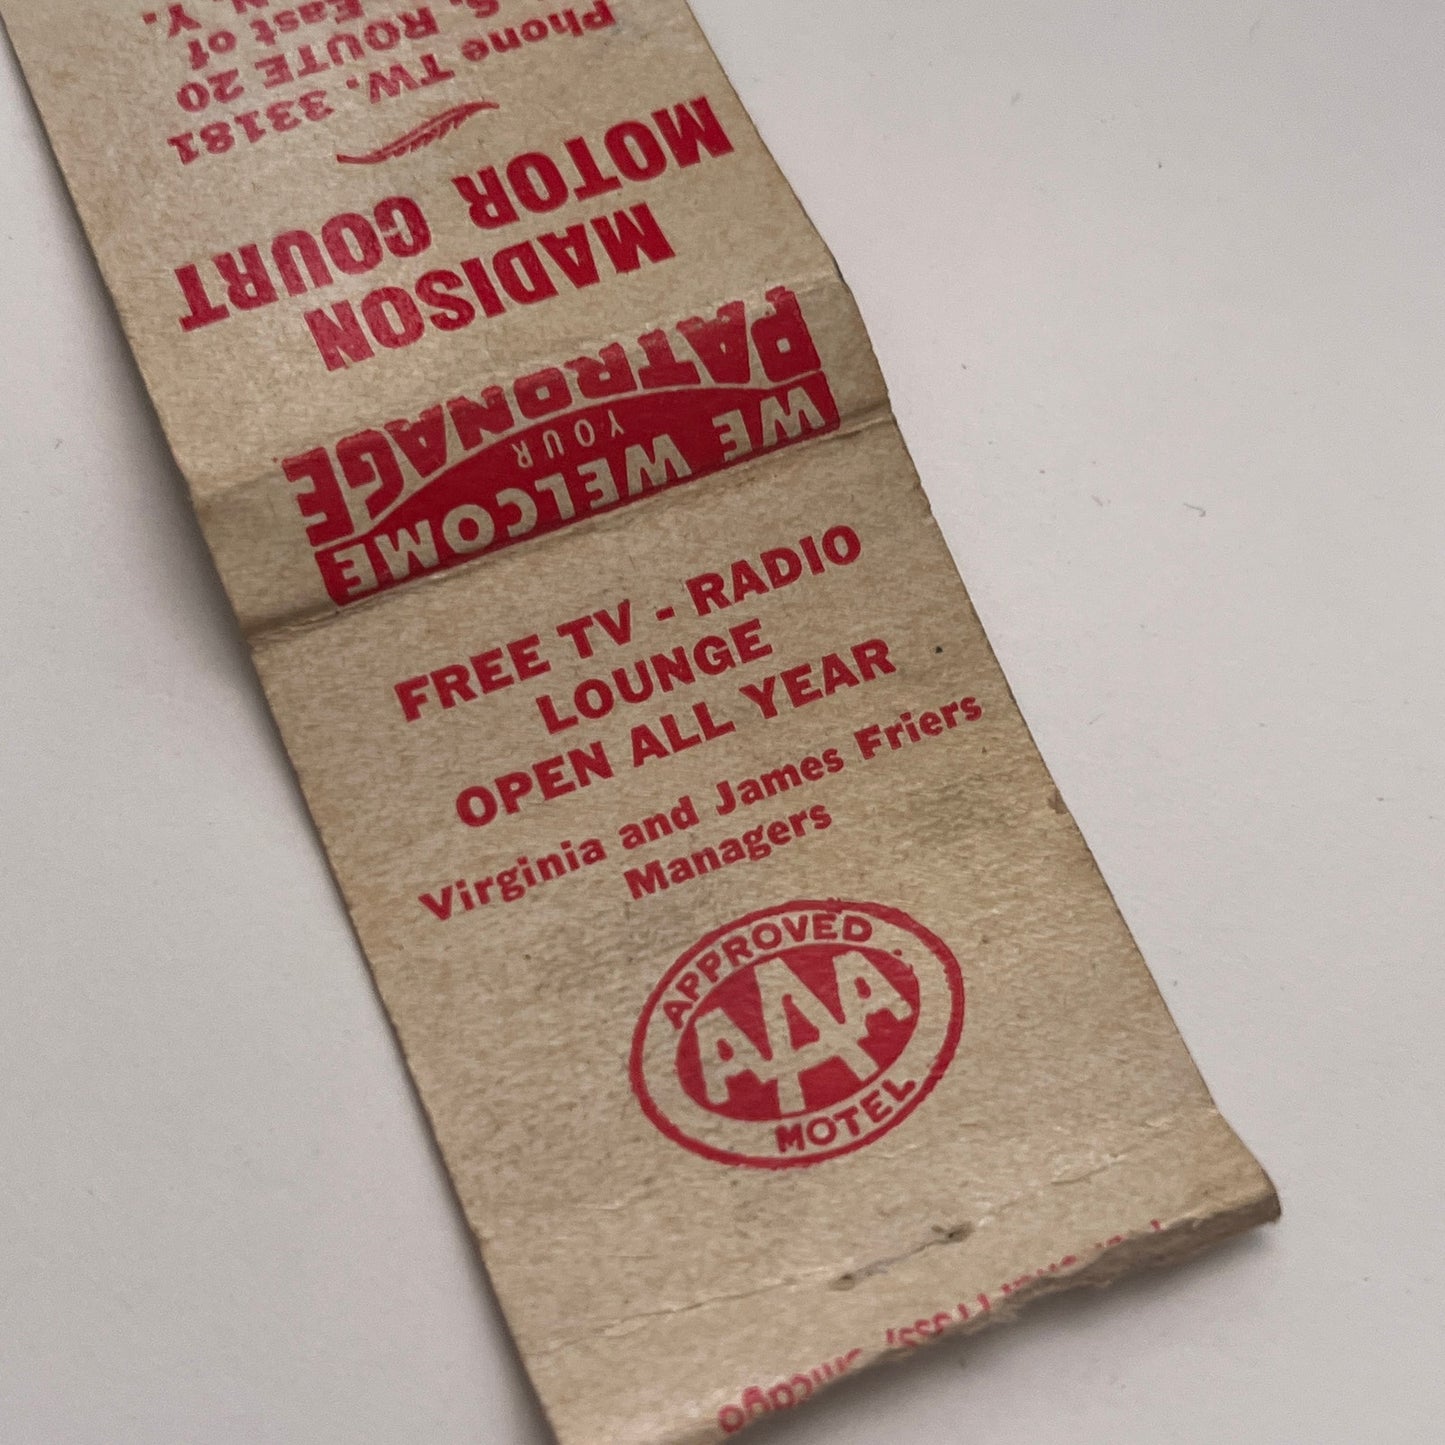 FREE TV - RADIO
LOUNGE
OPEN ALL YEAR
Virginia and James Friers
Managers
APPROVED
AAA
MOTEL
WE WELCOME
YOUR
PATRONAGE
MADISON
MOTOR COURT
Phone TW. 33181
S. ROUTE 20
East of
N. Y.
Chicago